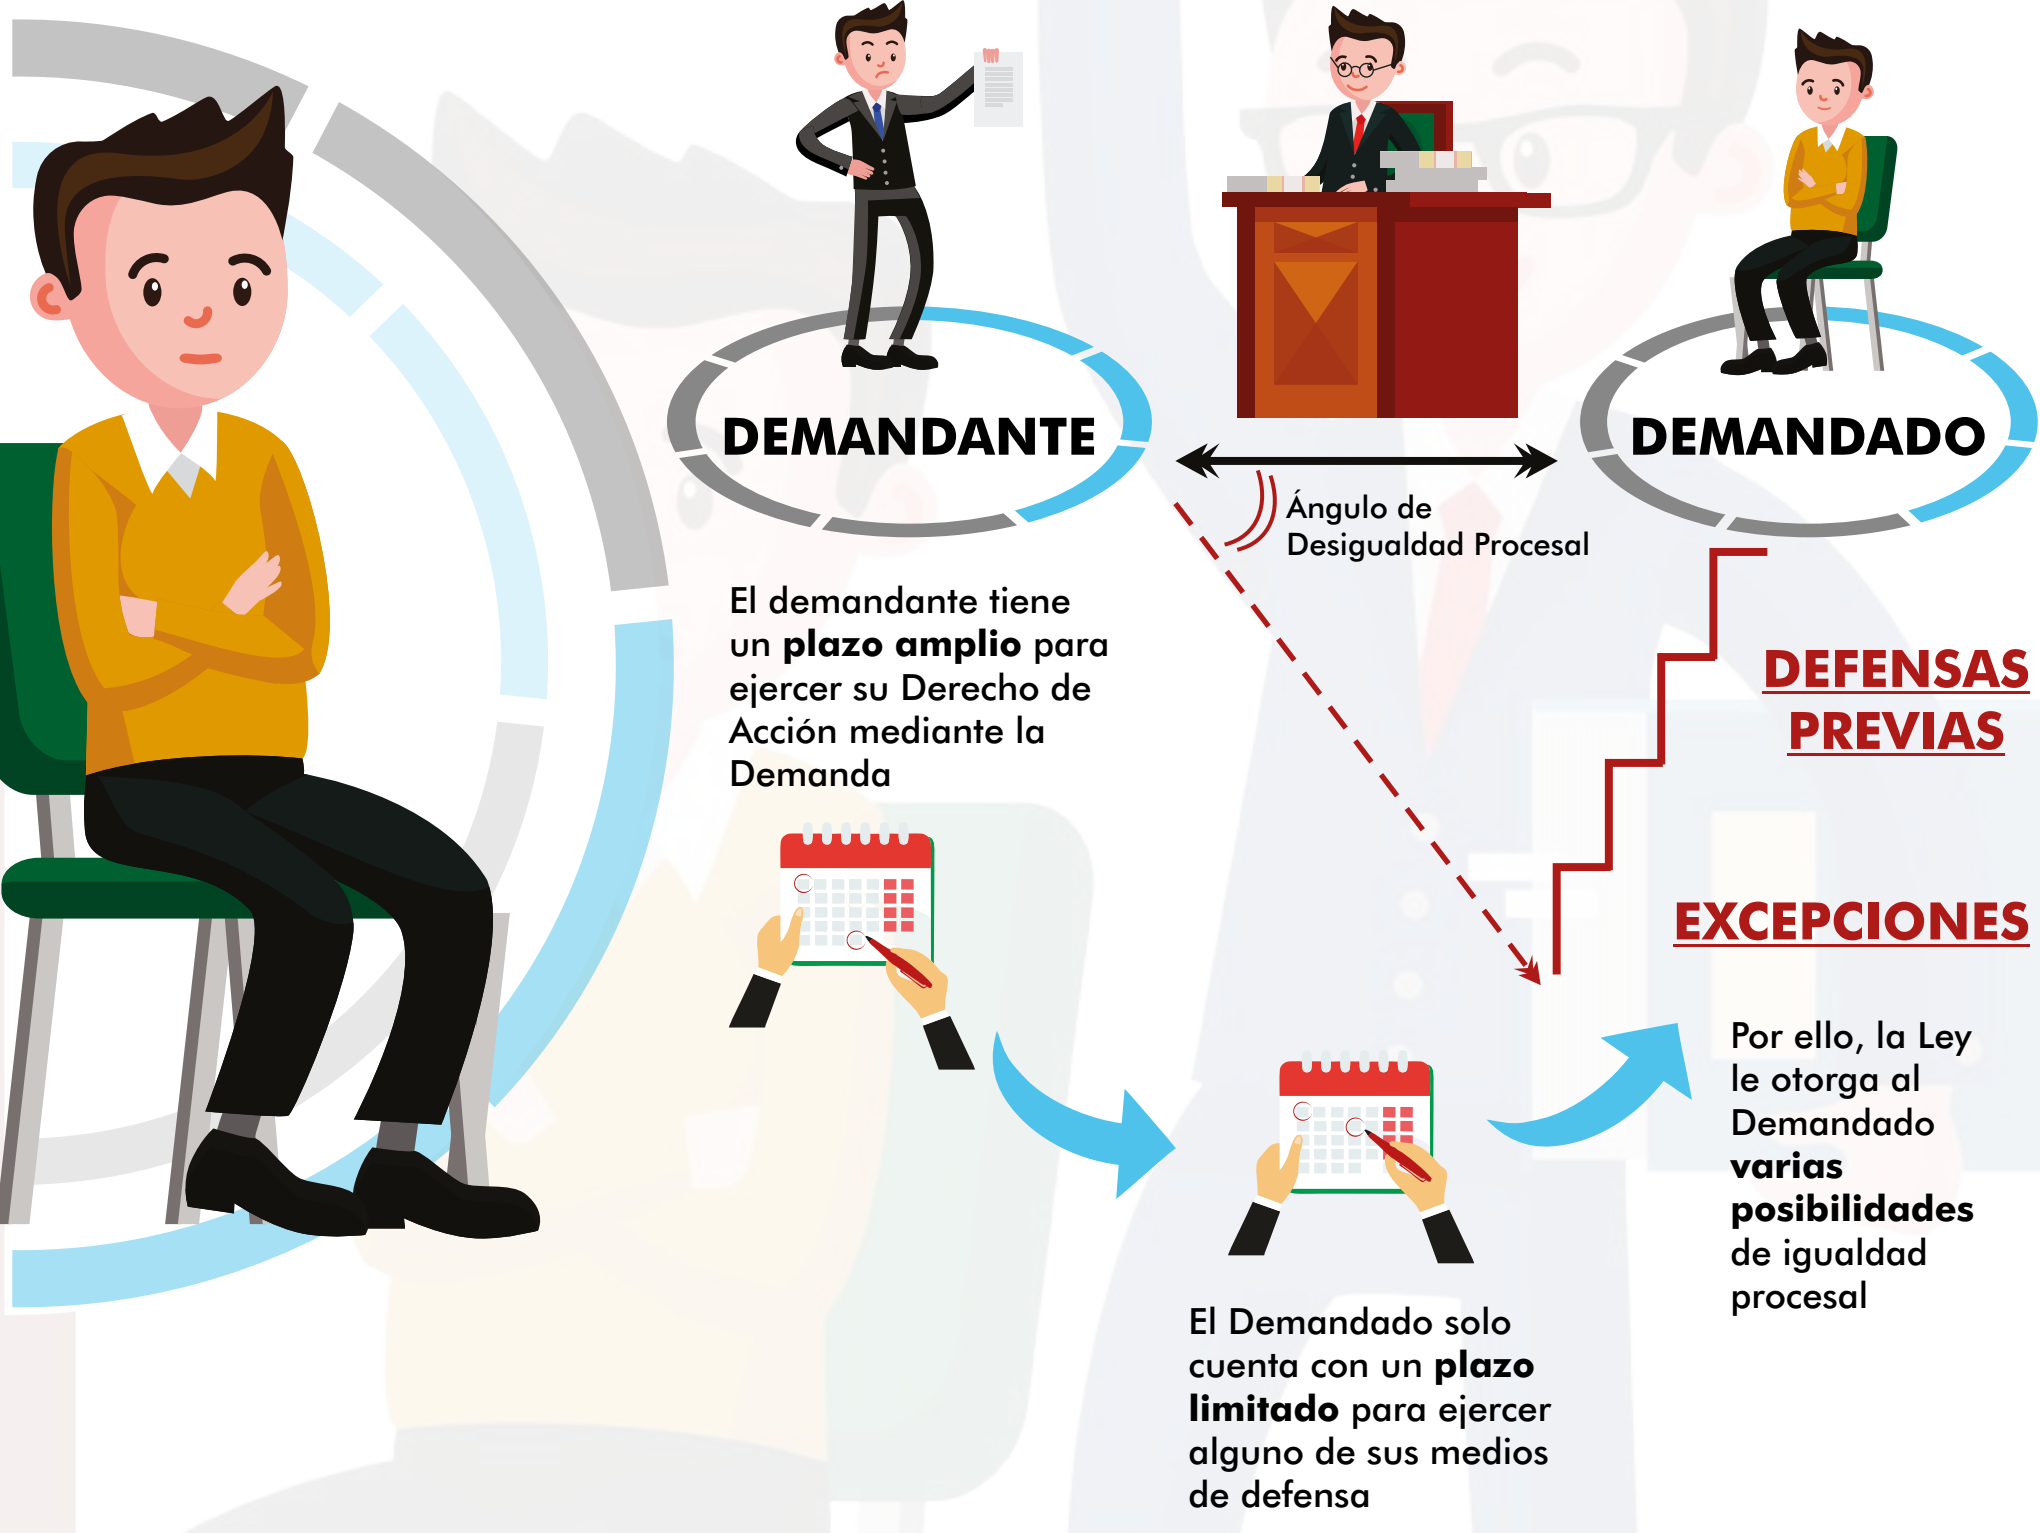 DEMANDANTE
DEMANDADO
Ángulo de
Desigualdad Procesal
El demandante tiene
un plazo amplio para
ejercer su Derecho de
Acción mediante la
Demanda
DEFENSAS
PREVIAS
EXCEPCIONES
El Demandado solo
cuenta con un plazo
limitado para ejercer
alguno de sus medios
de defensa
Por ello, la Ley
le otorga al
Demandado
varias
posibilidades
de igualdad
procesal